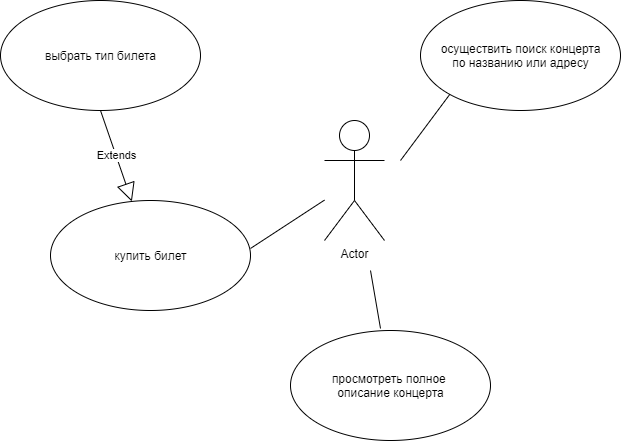 выбрать тип билета
осуществить поиск концерта
по названию или адресу
Extends
купить билет
Actor
просмотреть полное
описание концерта